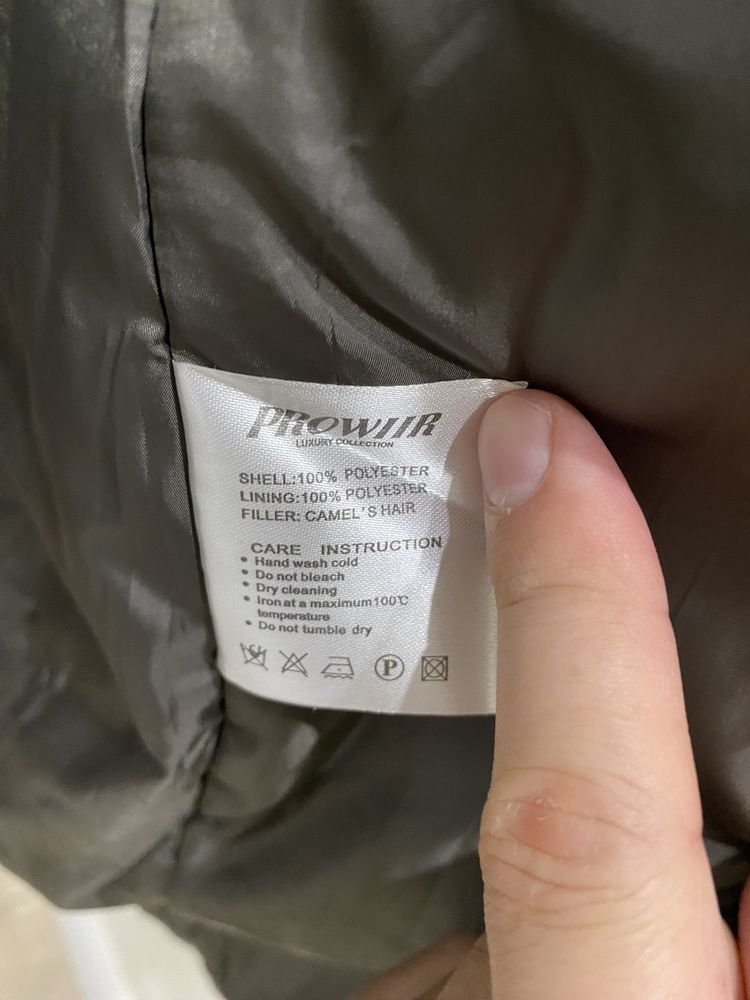 PROWIIR
LUXURY COLLECTION
SHELL:100% POLYESTER
LINING:100% POLYESTER
FILLER: CAMEL'S HAIR
CARE INSTRUCTION
• Hand wash cold
• Do not bleach
• Dry cleaning
• Iron at a maximum100℃
temperature
• Do not tumble dry
P